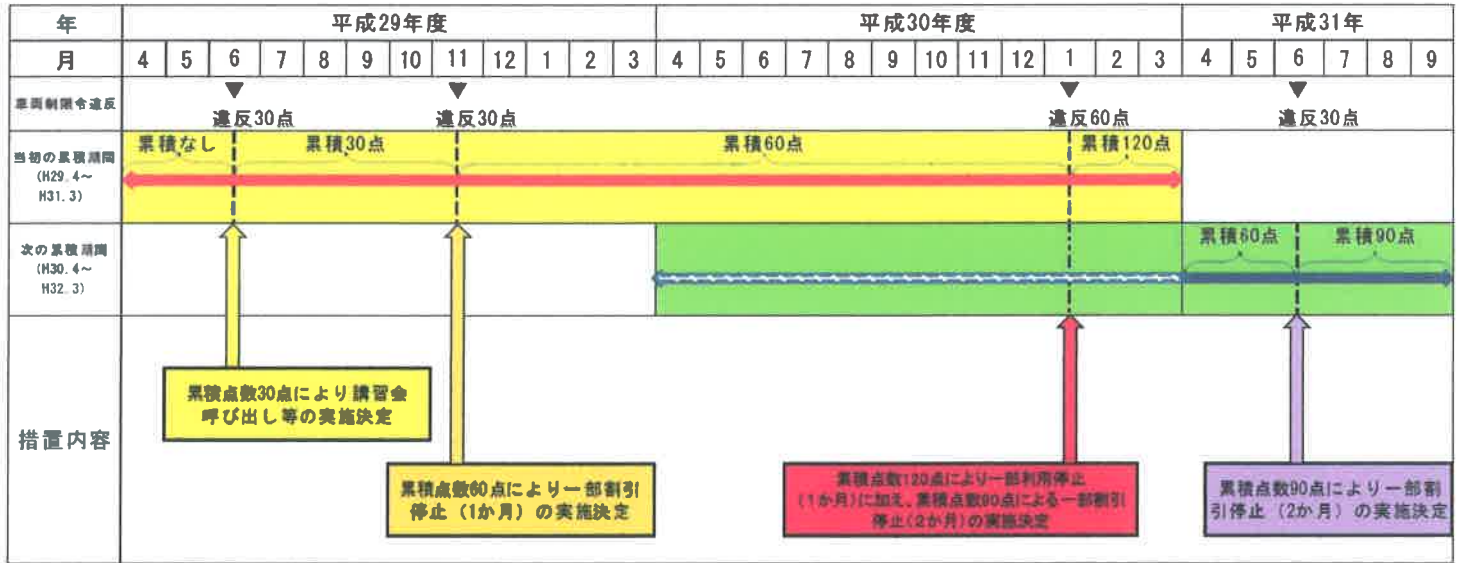 年 平成29年度 平成30年度 平成31年
月 4 5 6 7 8 9 10 11 12 1 2 3 4 5 6 7 8 9 10 11 12 1 2 3 4 5 6 7 8 9
車両制限令違反
違反30点 違反30点 違反60点 違反30点
当初の累積期間
(H29.4~
H31.3)
累積なし 累積30点 累積60点 累積120点
次の累積期間
(H30.4~
H32.3)
累積60点 累積90点
措置内容
累積点数30点により講習会
呼び出し等の実施決定
累積点数60点により一部割引
停止（1か月）の実施決定
累積点数120点により一部利用停止
(1か月)に加え、累積点数90点による一部割引
停止(2か月)の実施決定
累積点数90点により一部割
引停止（2か月）の実施決定